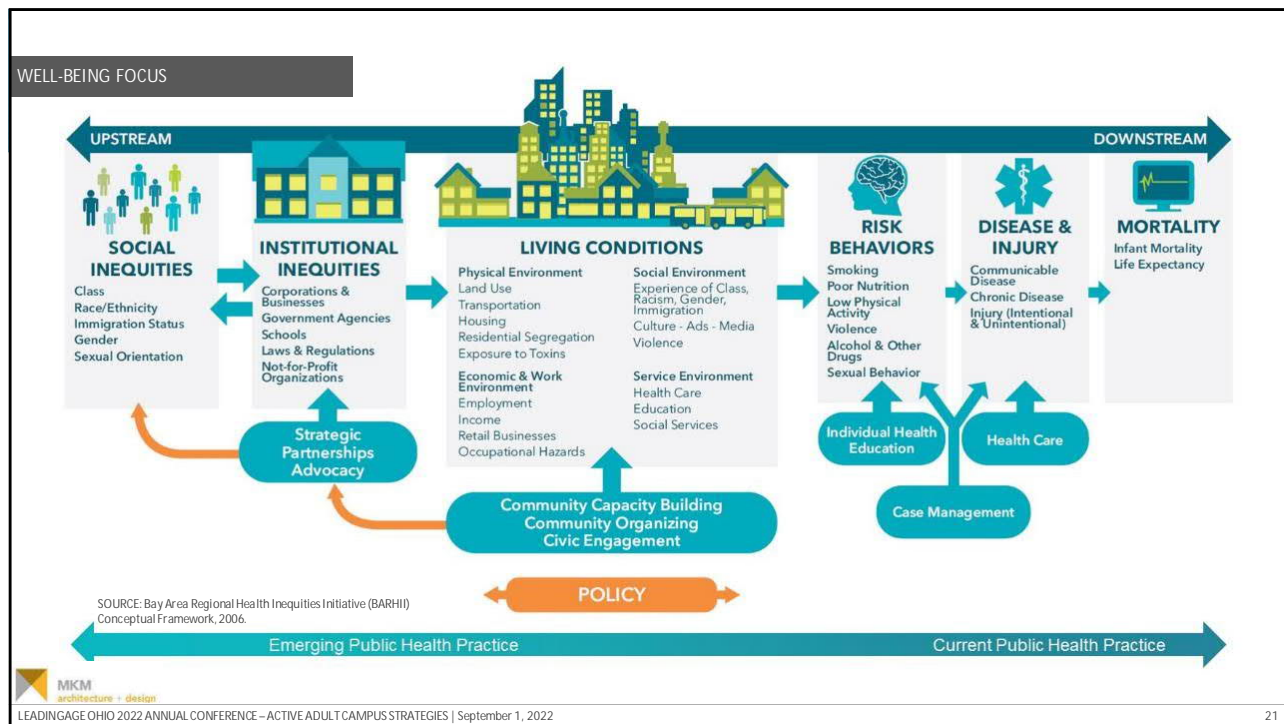 WELL-BEING FOCUS
UPSTREAM
DOWNSTREAM
SOCIAL
INEQUITIES
Class
Race/Ethnicity
Immigration Status
Gender
Sexual Orientation
INSTITUTIONAL
INEQUITIES
Corporations &
Businesses
Government Agencies
Schools
Laws & Regulations
Not-for-Profit
Organizations
LIVING CONDITIONS
Physical Environment
Land Use
Transportation
Housing
Residential Segregation
Exposure to Toxins
Economic & Work
Environment
Employment
Income
Retail Businesses
Occupational Hazards
Social Environment
Experience of Class,
Racism, Gender,
Immigration
Culture - Ads - Media
Violence
Service Environment
Health Care
Education
Social Services
RISK
BEHAVIORS
Smoking
Poor Nutrition
Low Physical
Activity
Violence
Alcohol & Other
Drugs
Sexual Behavior
DISEASE &
INJURY
Communicable
Disease
Chronic Disease
Injury (Intentional
& Unintentional)
MORTALITY
Infant Mortality
Life Expectancy
Strategic
Partnerships
Advocacy
Community Capacity Building
Community Organizing
Civic Engagement
Individual Health
Education
Health Care
Case Management
POLICY
SOURCE: Bay Area Regional Health Inequities Initiative (BARHII)
Conceptual Framework, 2006.
Emerging Public Health Practice
Current Public Health Practice
MKM
architecture + design
LEADINGAGE OHIO 2022 ANNUAL CONFERENCE – ACTIVE ADULT CAMPUS STRATEGIES | September 1, 2022
21